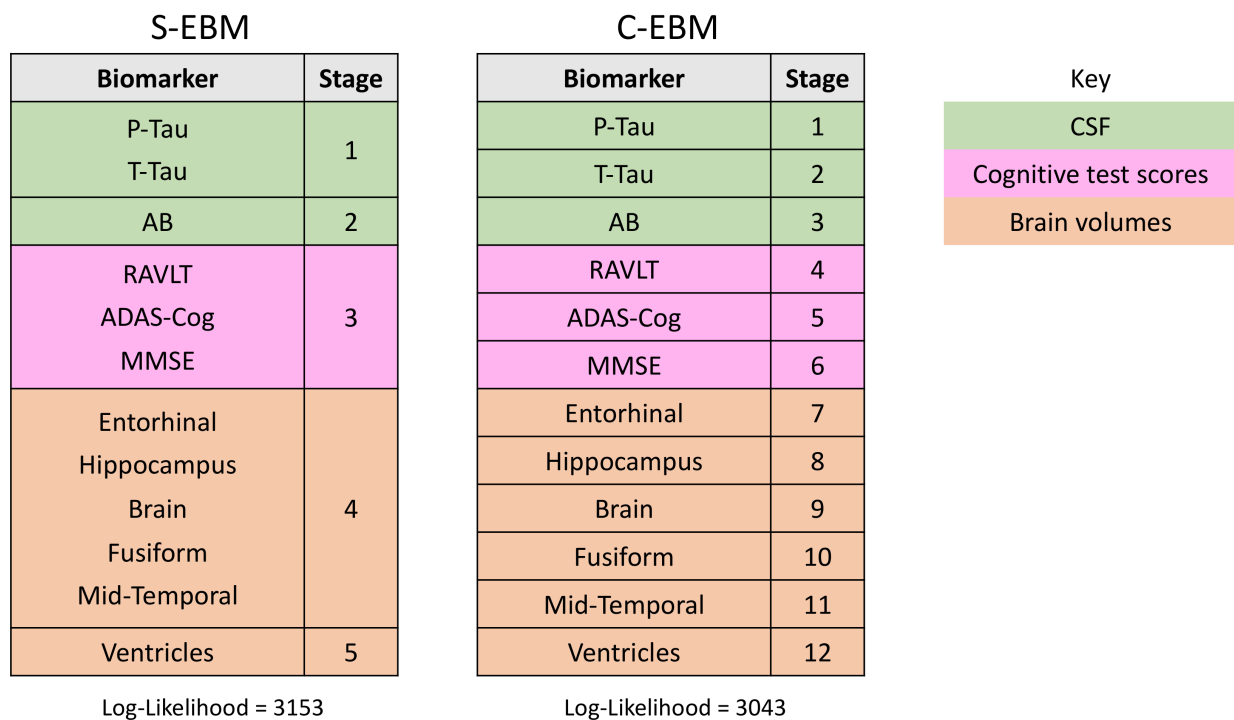 S-EBM
Biomarker Stage
P-Tau
T-Tau
1
AB 2
RAVLT
ADAS-Cog
MMSE
3
Entorhinal
Hippocampus
Brain
Fusiform
Mid-Temporal
4
Ventricles 5
Log-Likelihood = 3153
C-EBM
Biomarker Stage
P-Tau 1
T-Tau 2
AB 3
RAVLT 4
ADAS-Cog 5
MMSE 6
Entorhinal 7
Hippocampus 8
Brain 9
Fusiform 10
Mid-Temporal 11
Ventricles 12
Log-Likelihood = 3043
Key
CSF
Cognitive test scores
Brain volumes